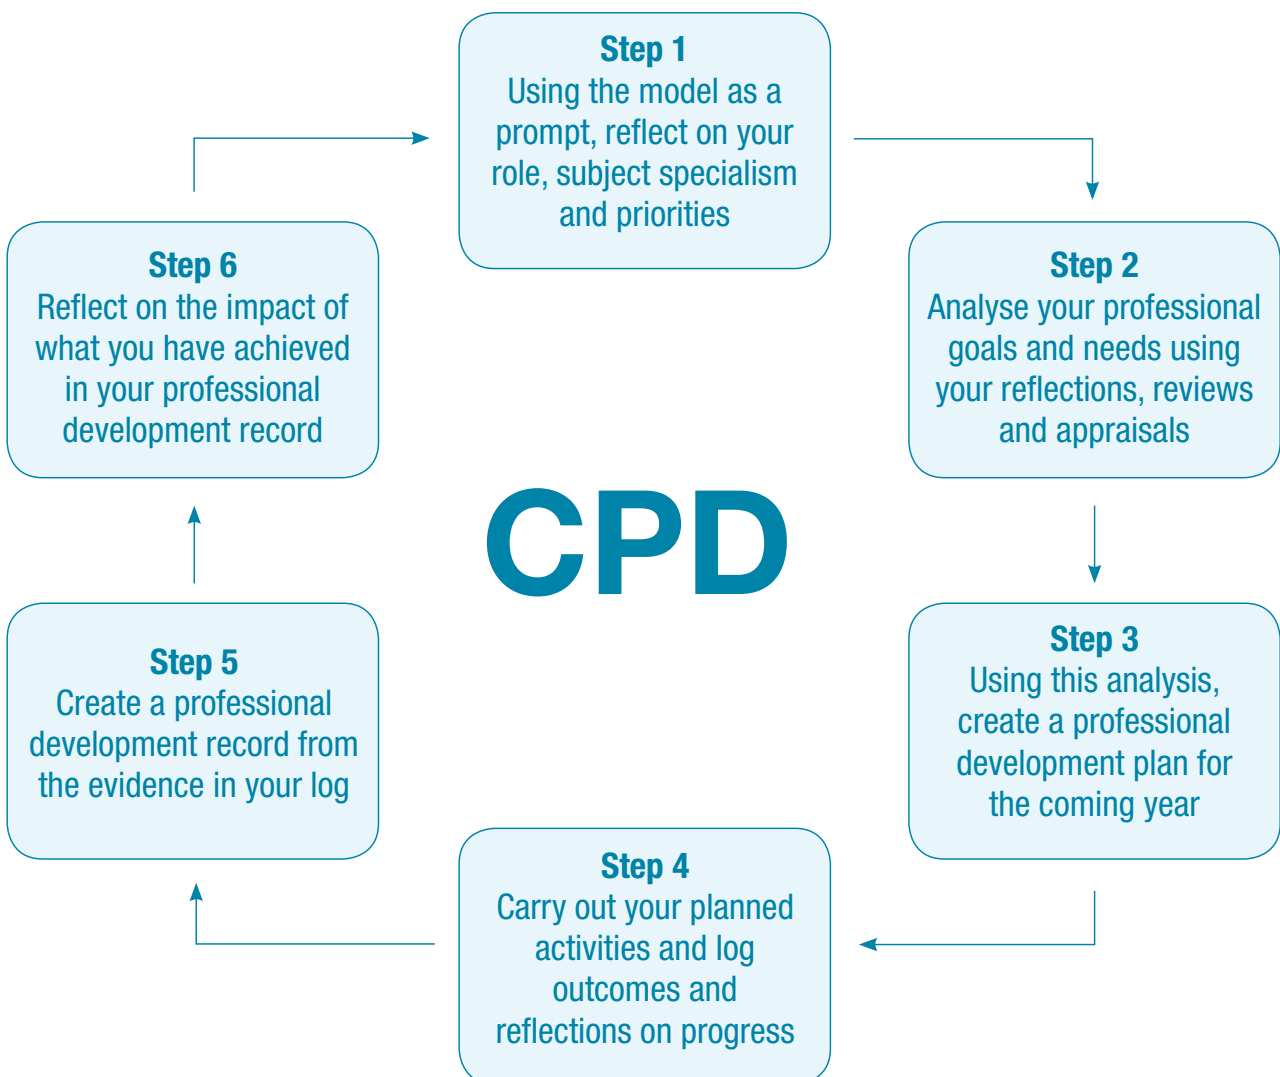 Step 1
Using the model as a
prompt, reflect on your
role, subject specialism
and priorities
Step 2
Analyse your professional
goals and needs using
your reflections, reviews
and appraisals
Step 3
Using this analysis,
create a professional
development plan for
the coming year
Step 4
Carry out your planned
activities and log
outcomes and
reflections on progress
Step 5
Create a professional
development record from
the evidence in your log
Step 6
Reflect on the impact of
what you have achieved
in your professional
development record
CPD